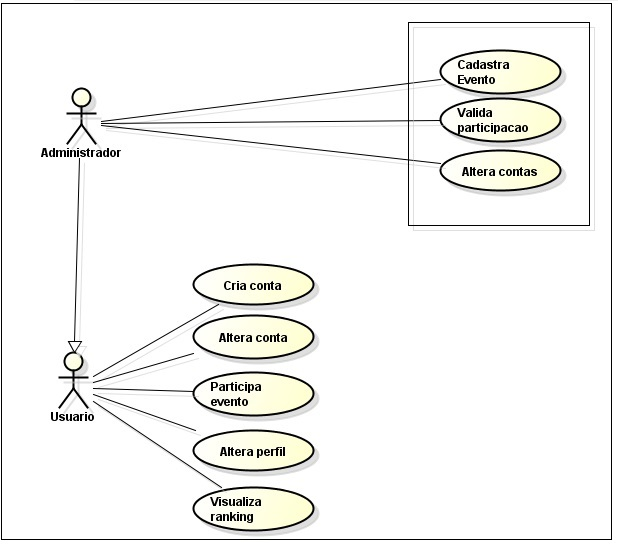 Cadastra
Evento
Valida
participacao
Altera contas
Administrador
Cria conta
Altera conta
Participa
evento
Usuario
Altera perfil
Visualiza
ranking